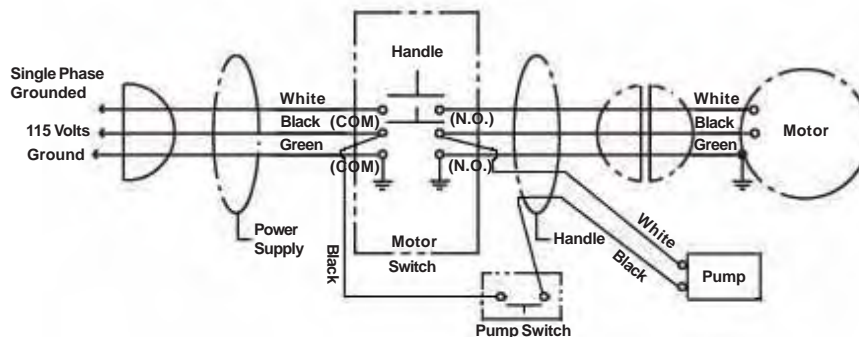 Handle
Single Phase
Grounded
White
White
Black
(COM)
(N.O.)
Black
115 Volts
Motor
Green
Green
Ground
(COM)
(N.O.)
Power
Supply
Black
Motor
Switch
Handle
White
Black
Pump
Pump Switch